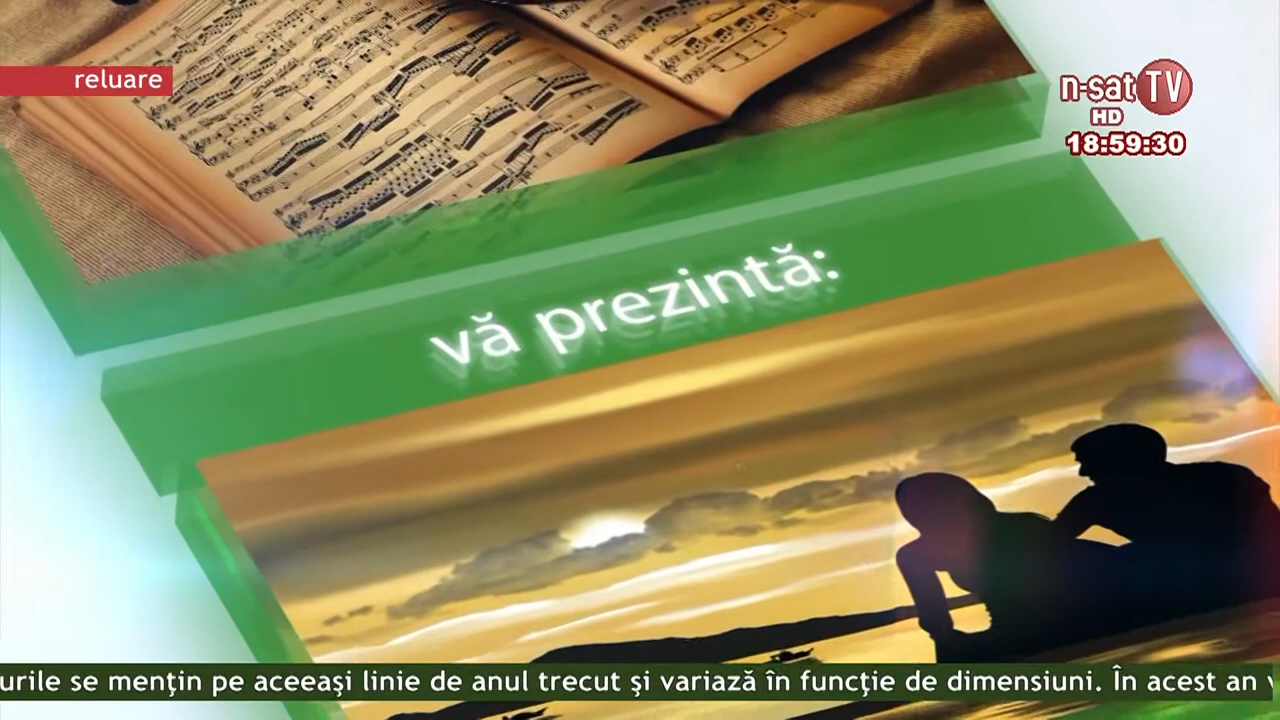 reluare
n-sat TV
HD
18:59:30
vă prezintă:
urile se menţin pe aceeaşi linie de anul trecut şi variază în funcţie de dimensiuni. În acest an